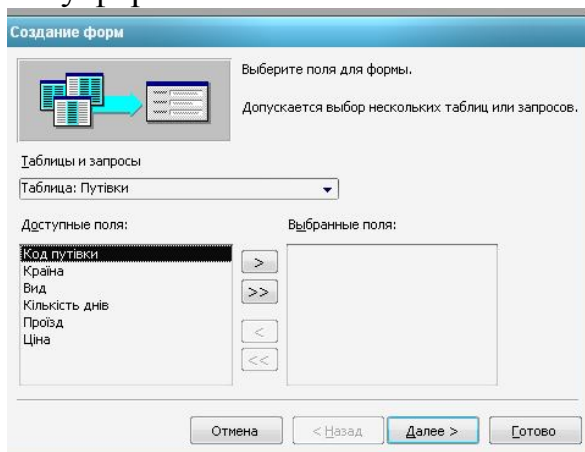 Создание форм
Выберите поля для формы.
Допускается выбор нескольких таблиц или запросов.
Таблицы и запросы
Таблица: Путівки
Доступные поля:
Выбранные поля:
Код путівки
Країна
Вид
Кількість днів
Проїзд
Ціна
>
>>
<
<<
Отмена
< Назад
Далее >
Готово